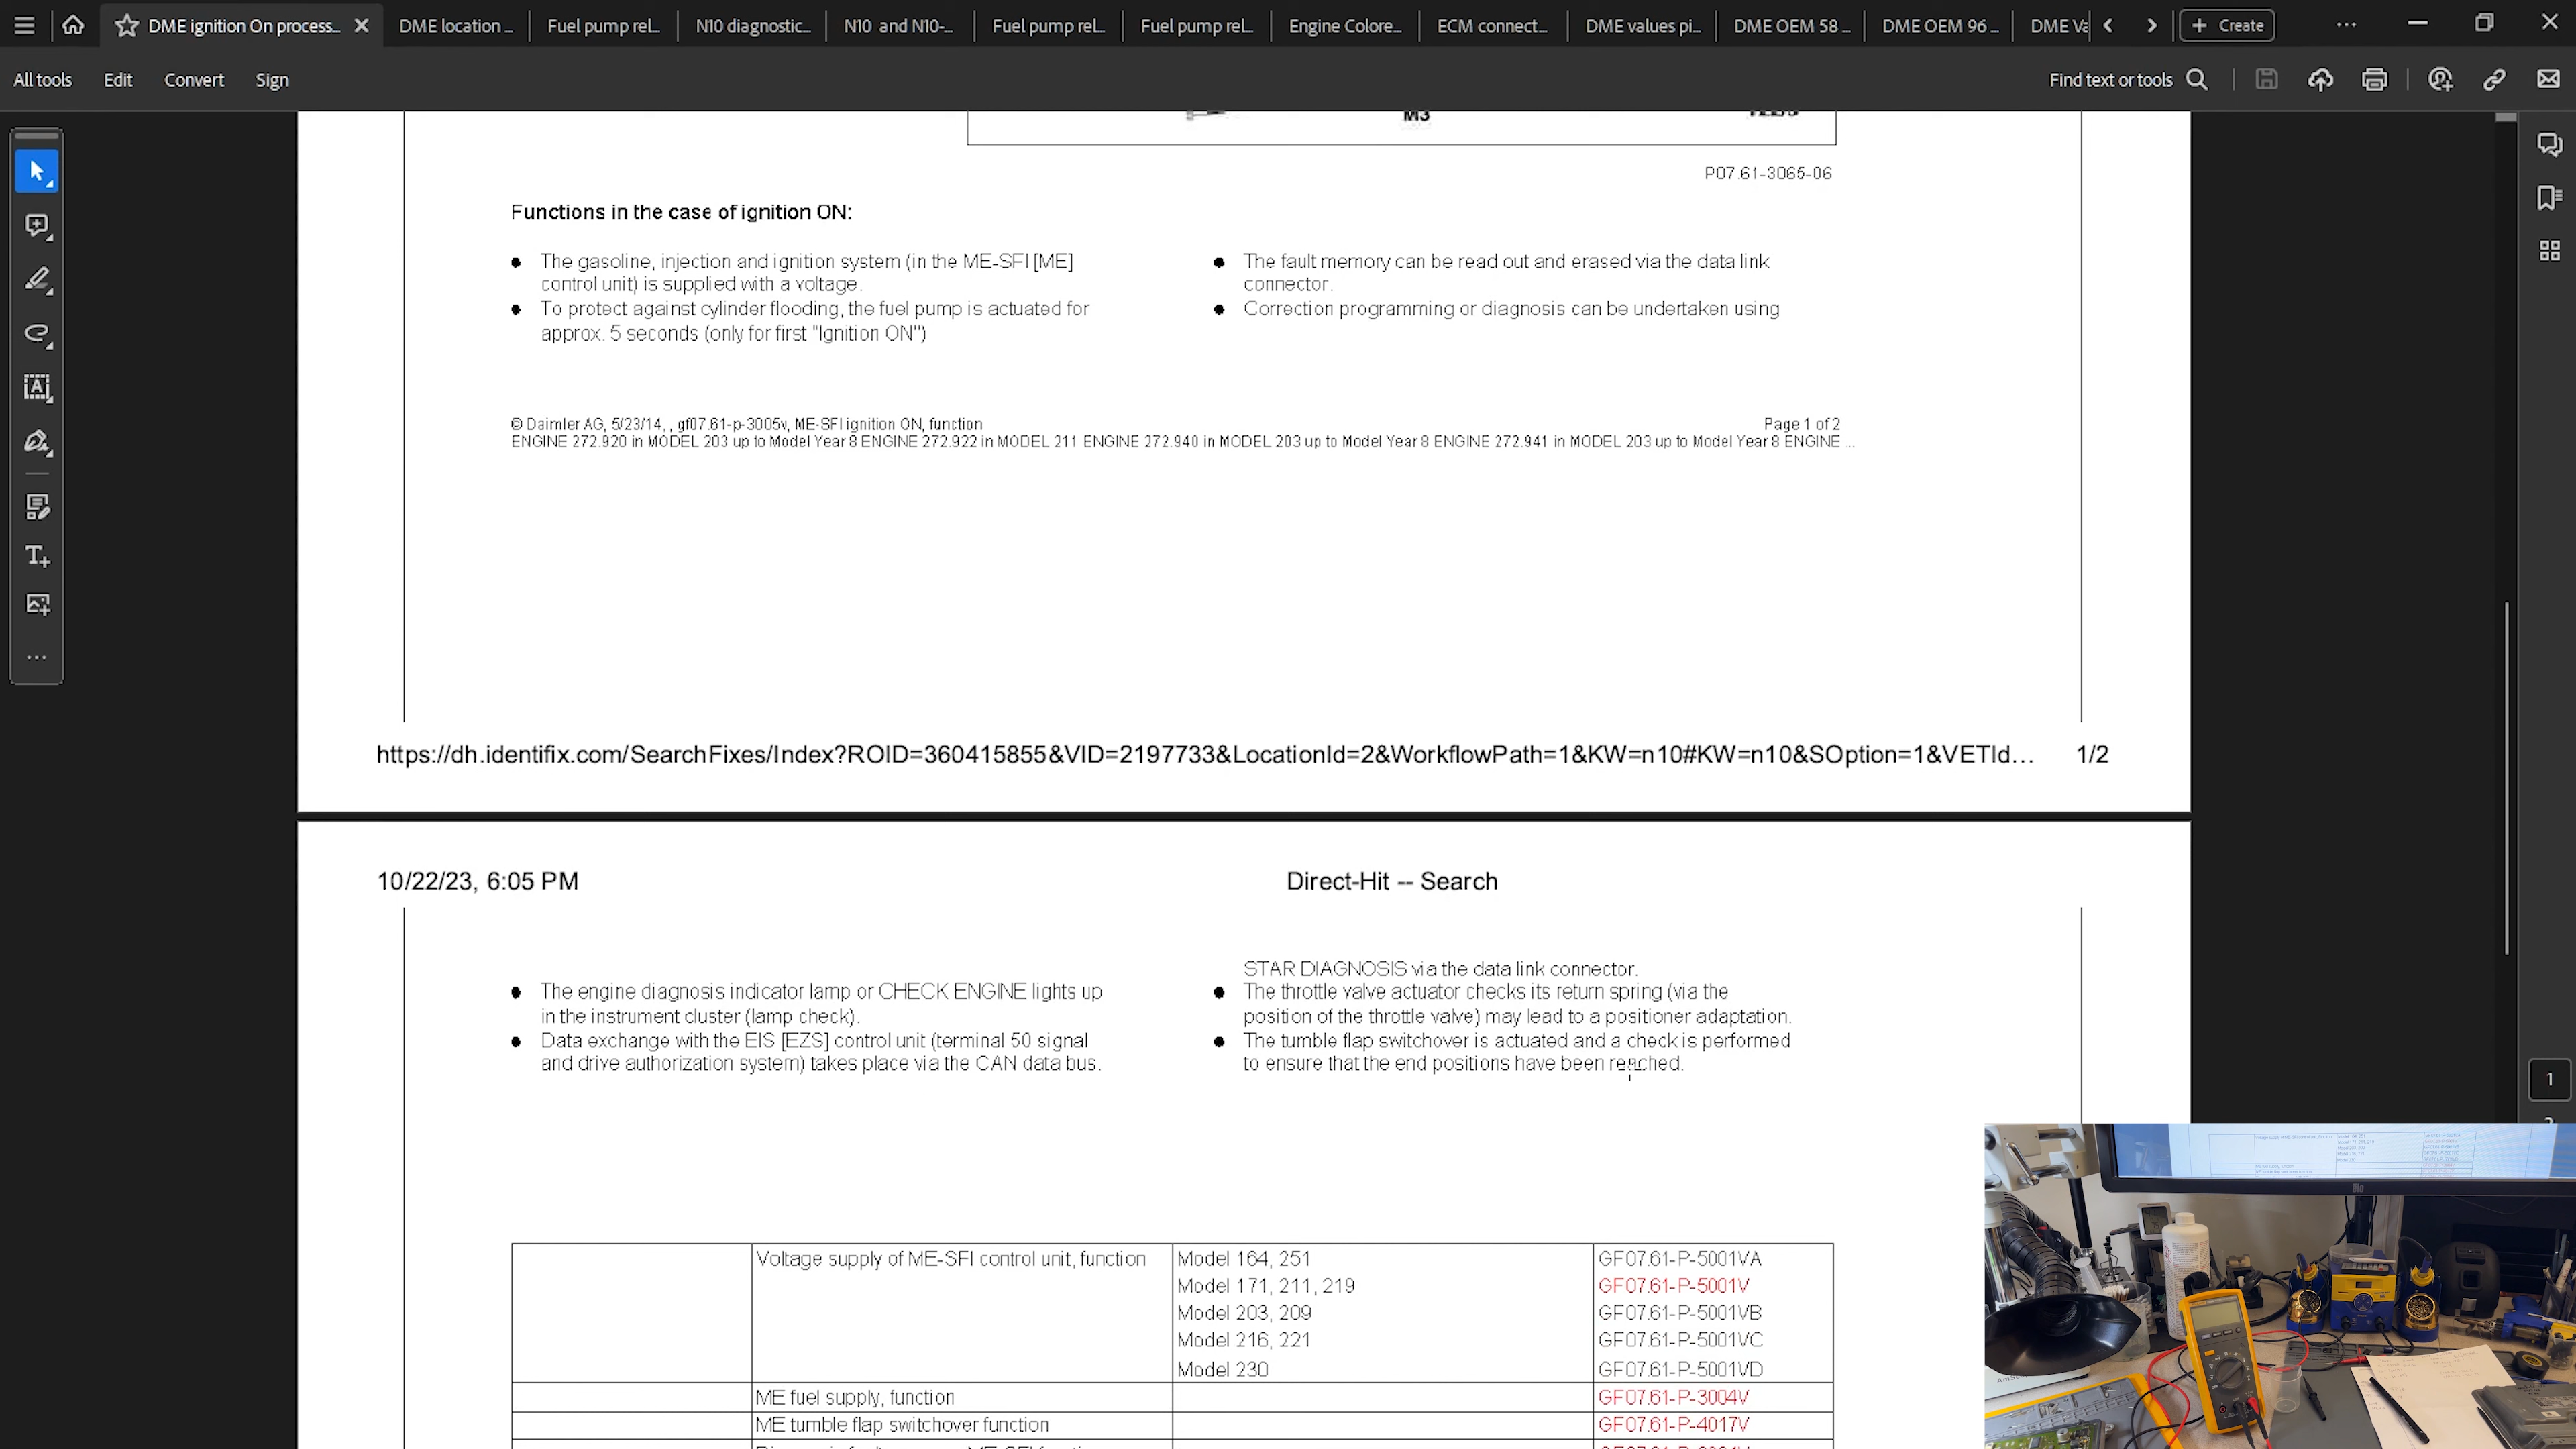 DME ignition On process... DME location ... Fuel pump rel... N10 diagnostic... N10 and N10-... Fuel pump rel... Fuel pump rel... Engine Colore... ECM connect... DME values pi... DME OEM 58 ... DME OEM 96 ... DME Va Create
All tools Edit Convert Sign Find text or tools
M3
P07.61-3065-06
Functions in the case of ignition ON:
The gasoline, injection and ignition system (in the ME-SFI [ME]
control unit) is supplied with a voltage.
To protect against cylinder flooding, the fuel pump is actuated for
approx. 5 seconds (only for first "Ignition ON")
The fault memory can be read out and erased via the data link
connector.
Correction programming or diagnosis can be undertaken using
© Daimler AG, 5/23/14, , gf07.61-p-3005v, ME-SFI ignition ON, function Page 1 of 2
ENGINE 272.920 in MODEL 203 up to Model Year 8 ENGINE 272.922 in MODEL 211 ENGINE 272.940 in MODEL 203 up to Model Year 8 ENGINE 272.941 in MODEL 203 up to Model Year 8 ENGINE ...
https://dh.identifix.com/SearchFixes/Index?ROID=360415855&VID=2197733&LocationId=2&WorkflowPath=1&KW=n10#KW=n10&SOption=1&VETId... 1/2
10/22/23, 6:05 PM Direct-Hit -- Search
The engine diagnosis indicator lamp or CHECK ENGINE lights up
in the instrument cluster (lamp check).
Data exchange with the EIS [EZS] control unit (terminal 50 signal
and drive authorization system) takes place via the CAN data bus.
STAR DIAGNOSIS via the data link connector.
The throttle valve actuator checks its return spring (via the
position of the throttle valve) may lead to a positioner adaptation.
The tumble flap switchover is actuated and a check is performed
to ensure that the end positions have been reached.
1
Voltage supply of ME-SFI control unit, function Model 164, 251 GF07.61-P-5001VA
Model 171, 211, 219 GF07.61-P-5001V
Model 203, 209 GF07.61-P-5001VB
Model 216, 221 GF07.61-P-5001VC
Model 230 GF07.61-P-5001VD
ME fuel supply, function GF07.61-P-3004V
ME tumble flap switchover function GF07.61-P-4017V